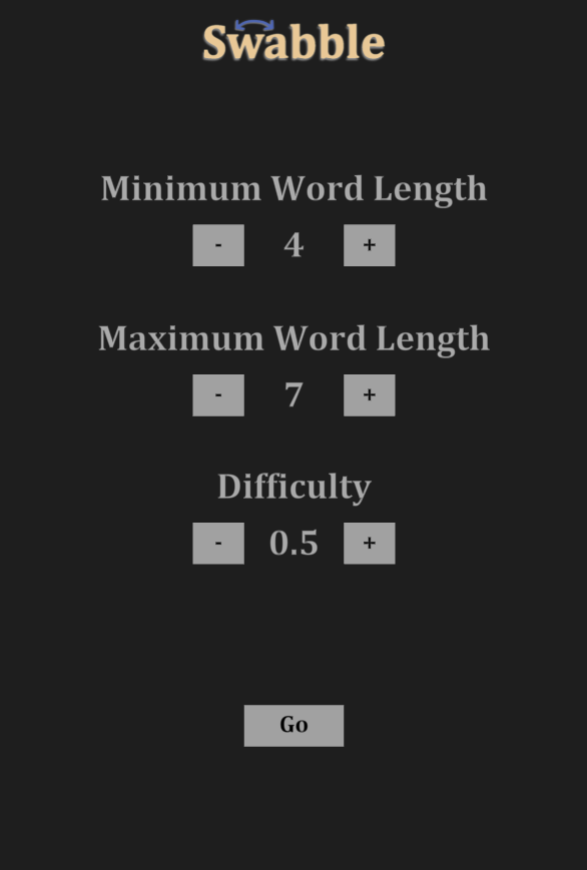 Swabble
Minimum Word Length
- 4 +
Maximum Word Length
- 7 +
Difficulty
- 0.5 +
Go